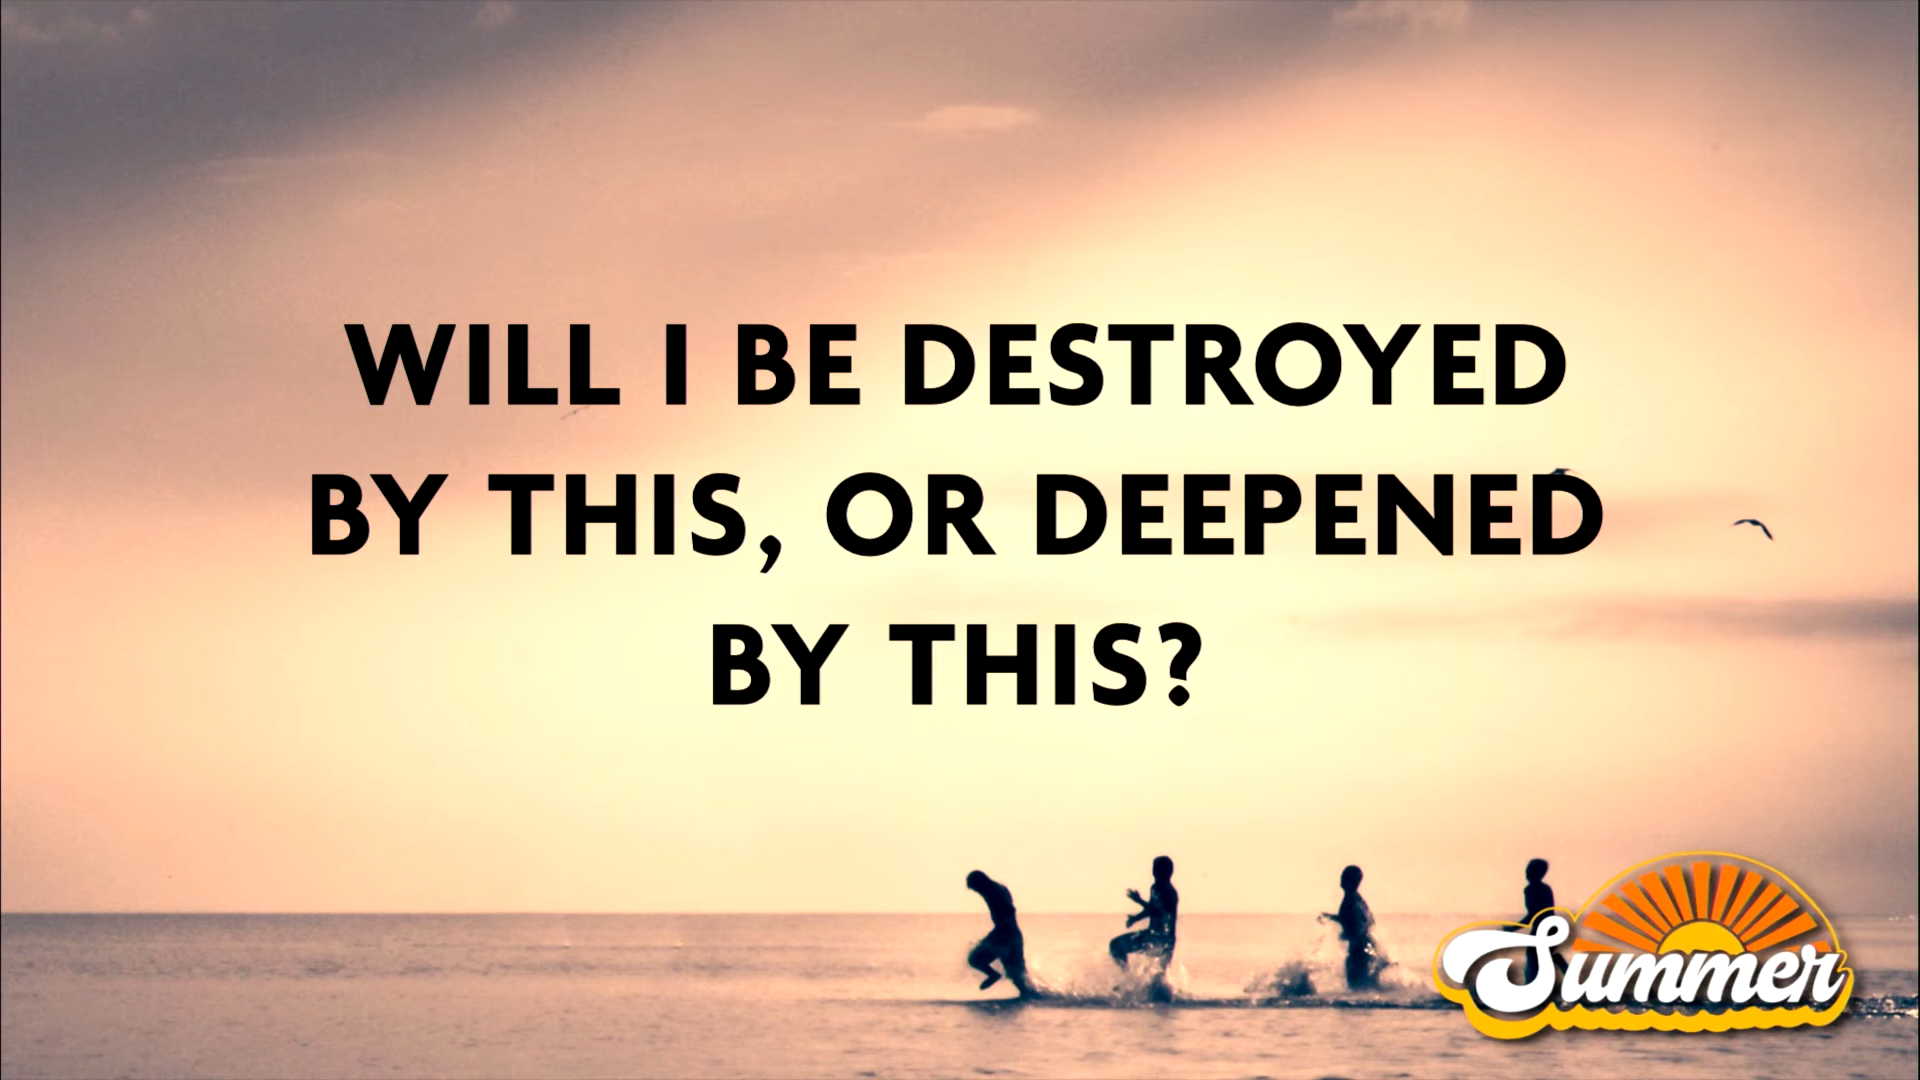 WILL I BE DESTROYED
BY THIS, OR DEEPENED
BY THIS?
Summer